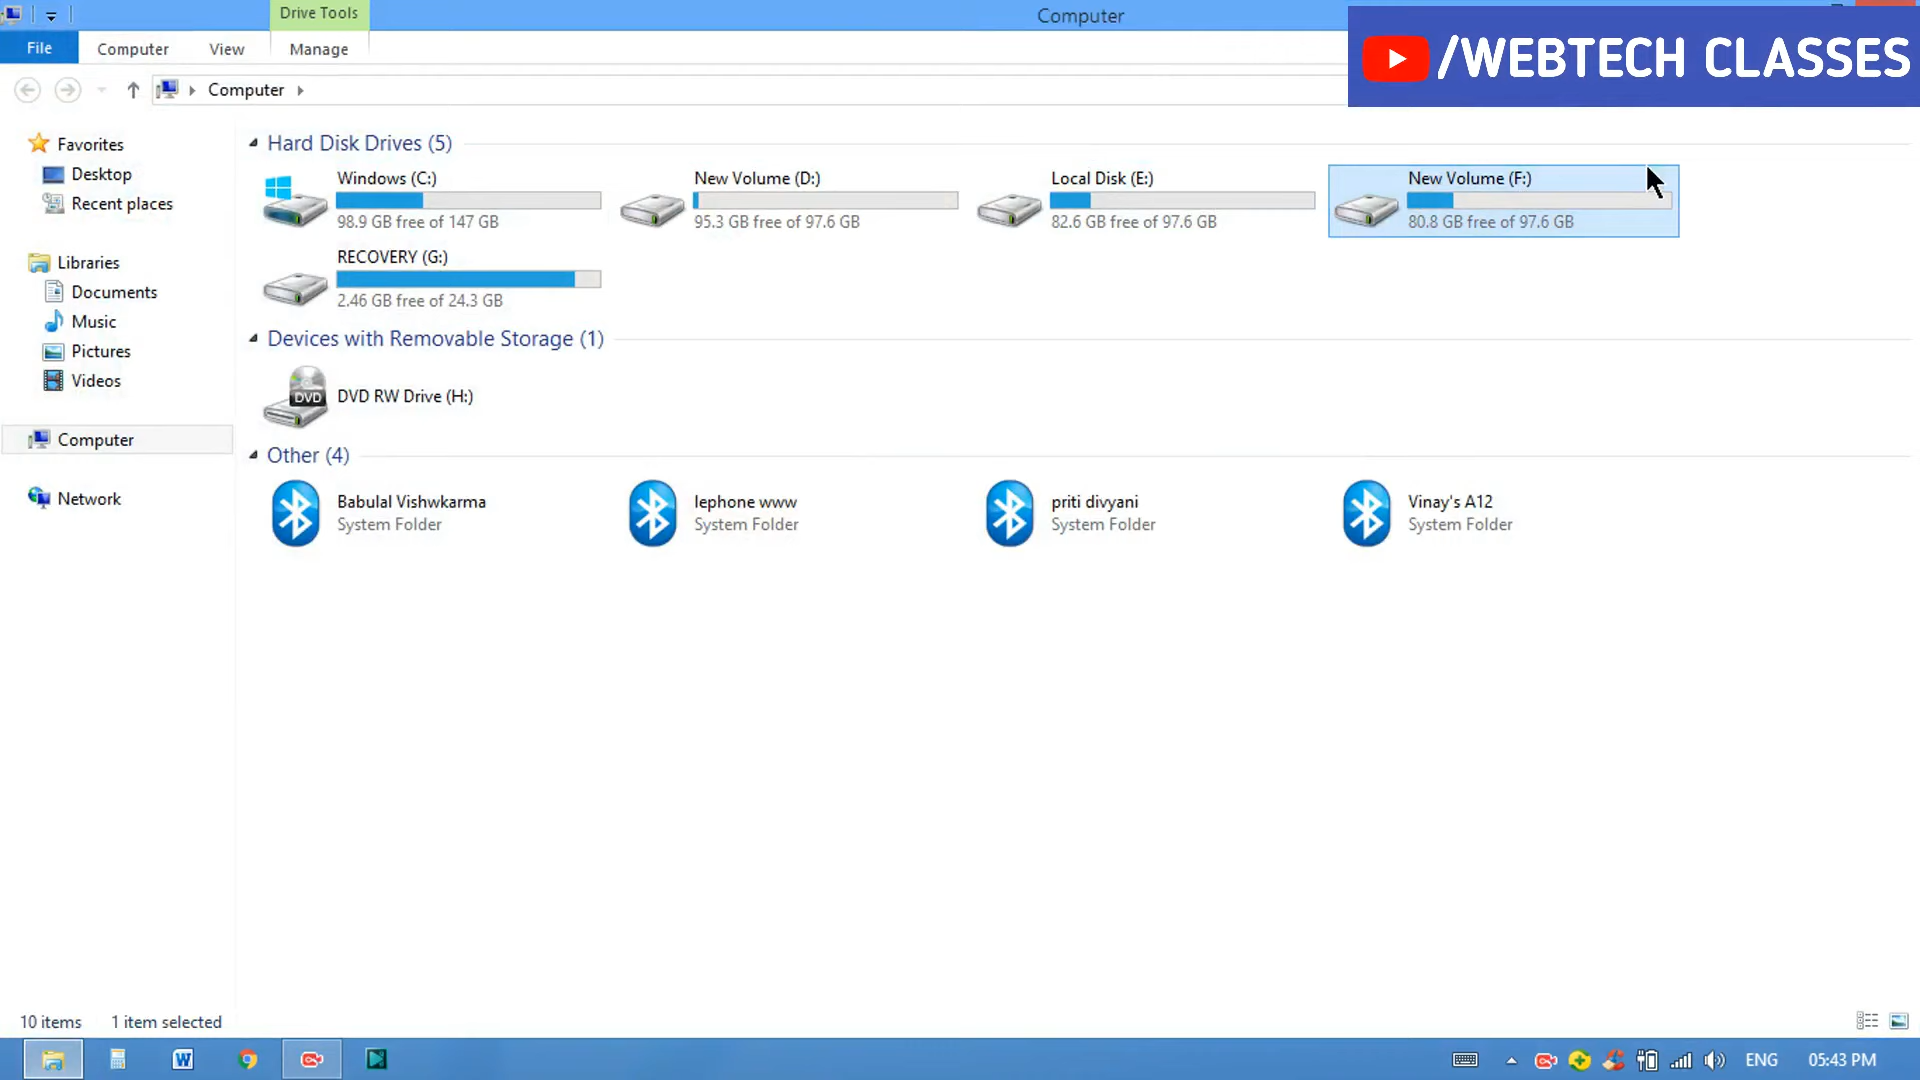 Drive Tools
Computer
/WEBTECH CLASSES
File
Computer
View
Manage
Computer
Favorites
Desktop
Recent places
Libraries
Documents
Music
Pictures
Videos
Computer
Network
Hard Disk Drives (5)
Windows (C:)
98.9 GB free of 147 GB
New Volume (D:)
95.3 GB free of 97.6 GB
Local Disk (E:)
82.6 GB free of 97.6 GB
New Volume (F:)
80.8 GB free of 97.6 GB
RECOVERY (G:)
2.46 GB free of 24.3 GB
Devices with Removable Storage (1)
DVD
DVD RW Drive (H:)
Other (4)
Babulal Vishwkarma
System Folder
lephone www
System Folder
priti divyani
System Folder
Vinay's A12
System Folder
10 items
1 item selected
W
ENG
05:43 PM